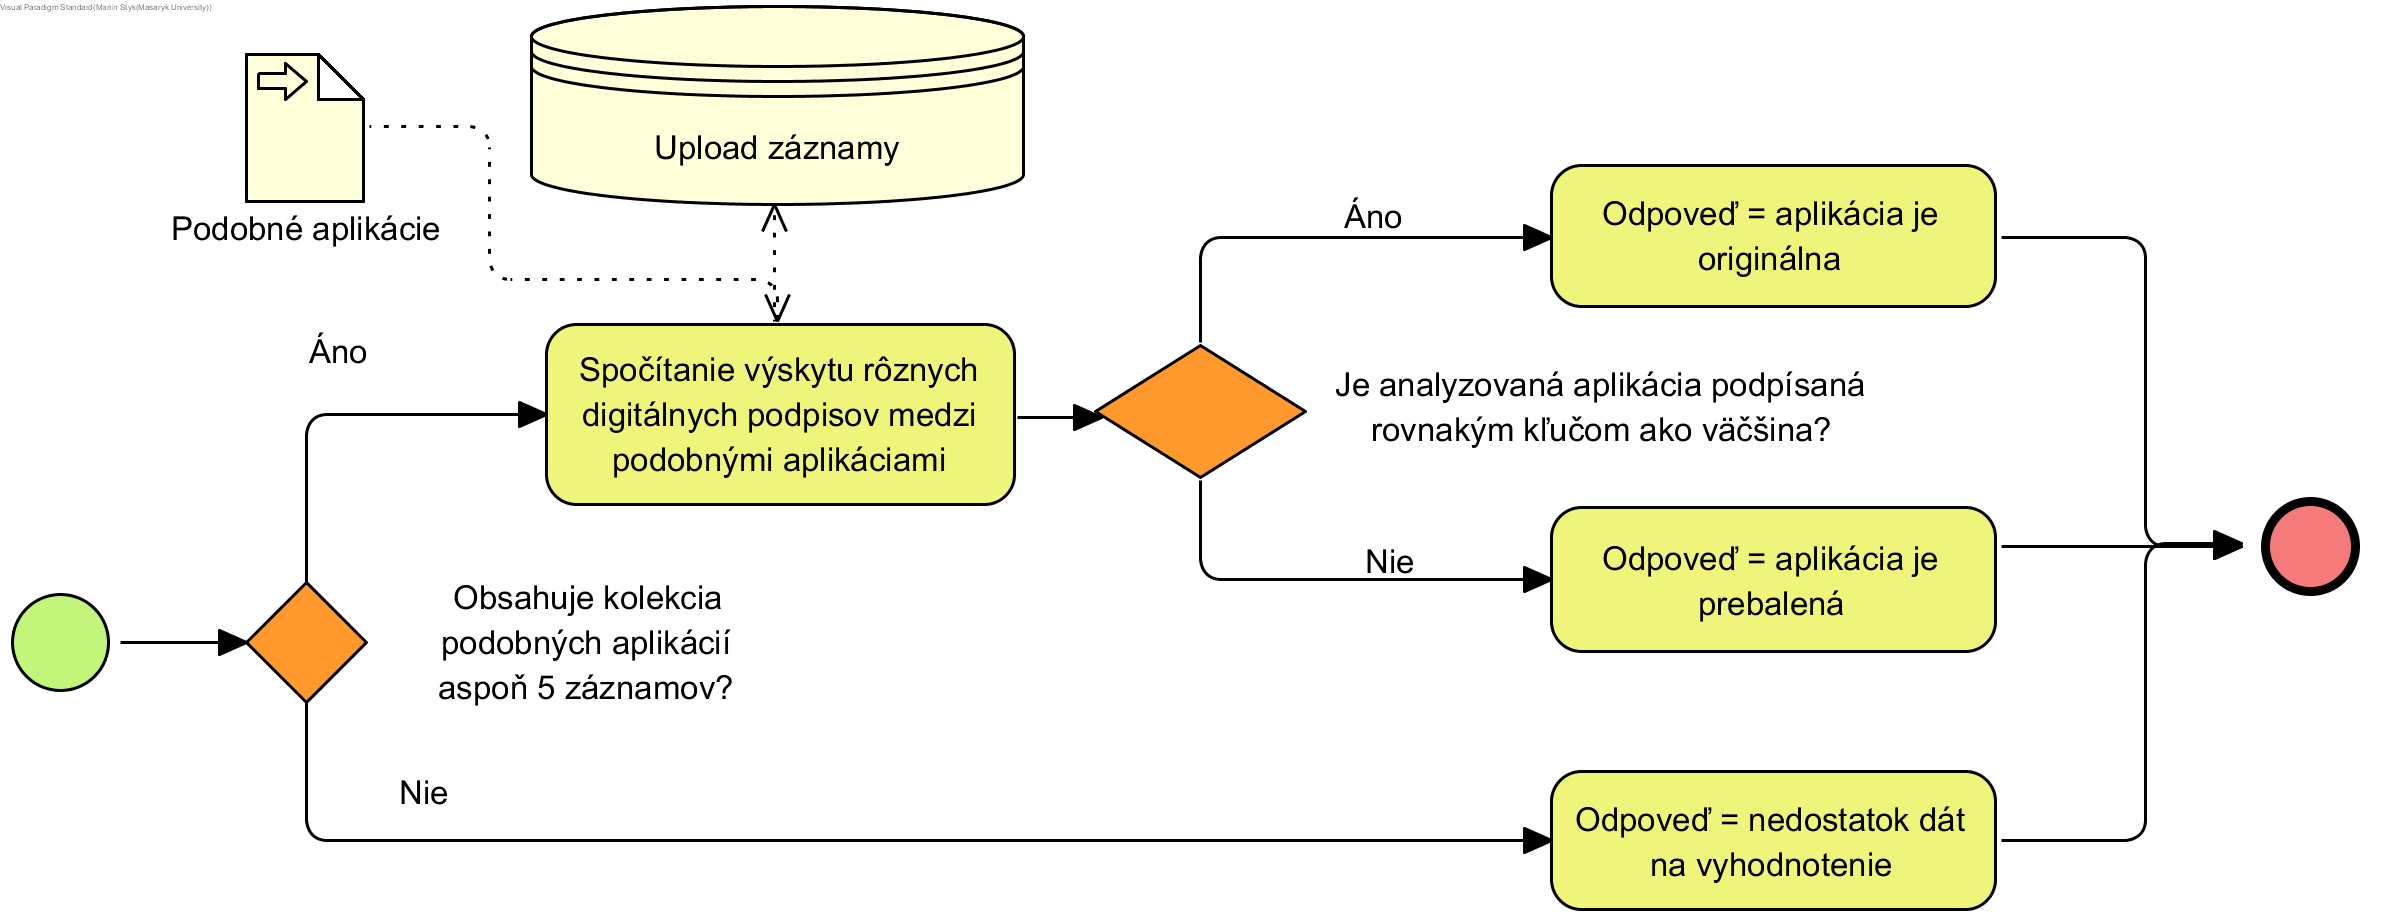 Visual Paradigm Standard(Martin Styk(Masaryk University))
Upload záznamy
Podobné aplikácie
Áno
Spočítanie výskytu rôznych
digitálnych podpisov medzi
podobnými aplikáciami
Obsahuje kolekcia
podobných aplikácií
aspoň 5 záznamov?
Nie
Áno
Odpoveď = aplikácia je
originálna
Je analyzovaná aplikácia podpísaná
rovnakým kľučom ako väčšina?
Nie
Odpoveď = aplikácia je
prebalená
Odpoveď = nedostatok dát
na vyhodnotenie